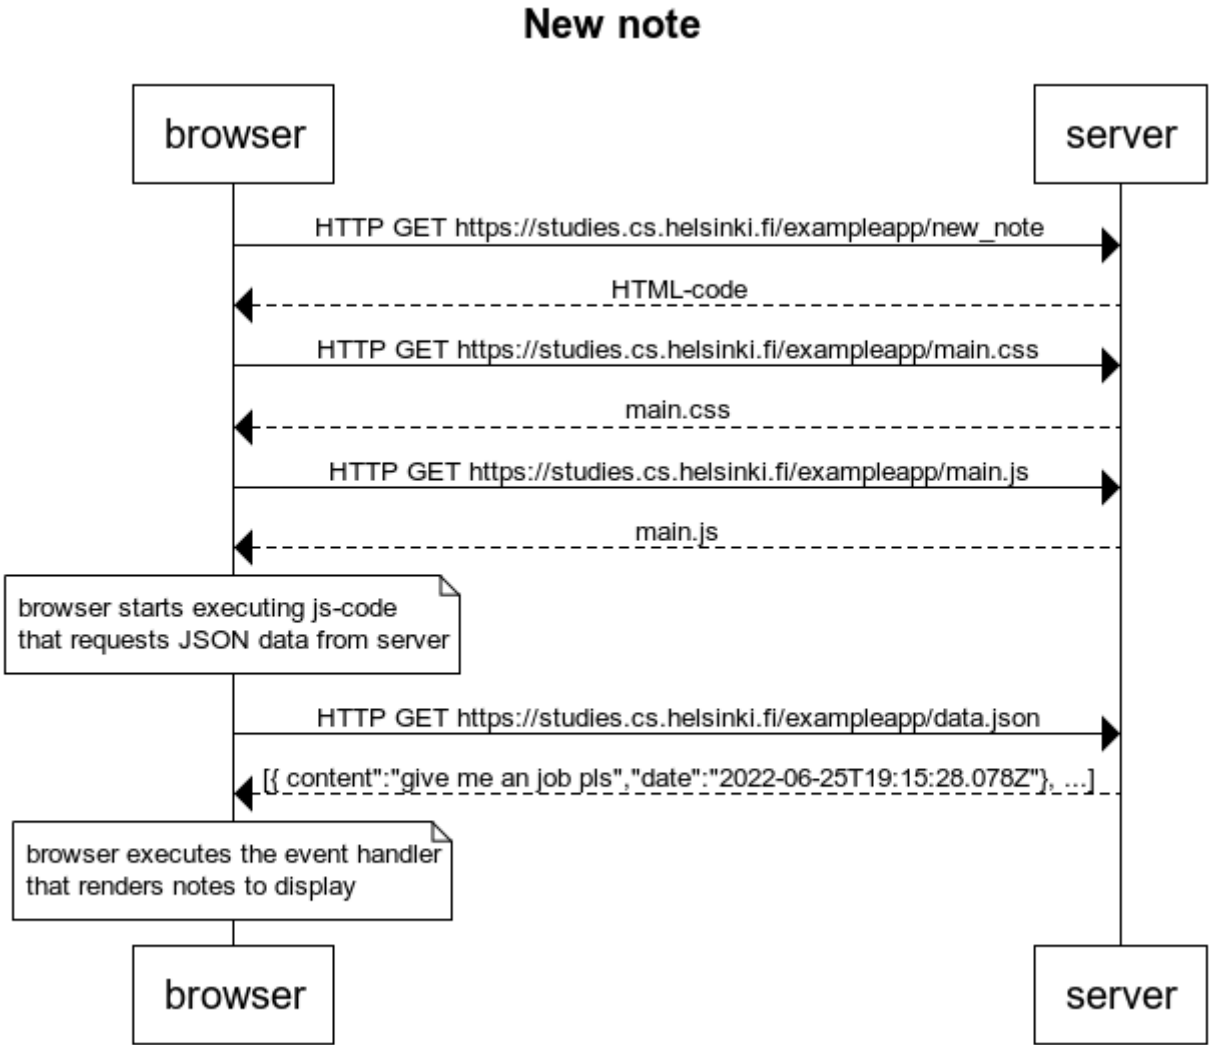 New note
browser
server
HTTP GET https://studies.cs.helsinki.fi/exampleapp/new_note
HTML-code
HTTP GET https://studies.cs.helsinki.fi/exampleapp/main.css
main.css
HTTP GET https://studies.cs.helsinki.fi/exampleapp/main.js
main.js
browser starts executing js-code
that requests JSON data from server
HTTP GET https://studies.cs.helsinki.fi/exampleapp/data.json
[{ content":"give me an job pls","date":"2022-06-25T19:15:28.078Z"}, ...]
browser executes the event handler
that renders notes to display
browser
server